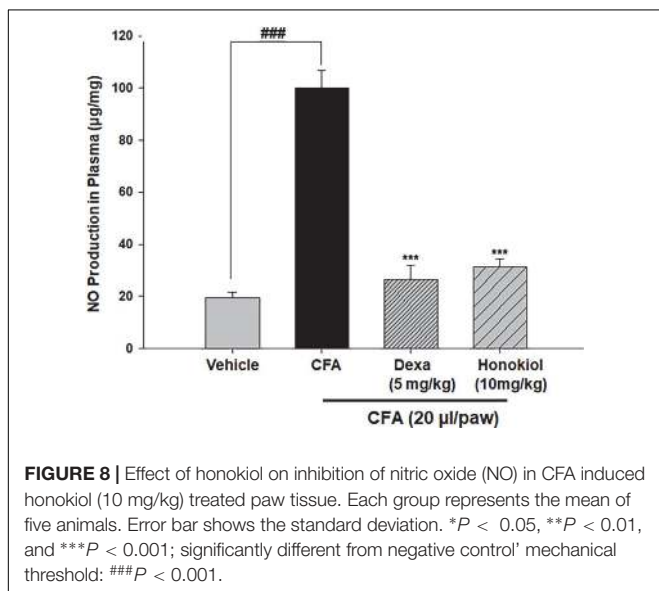 ###
120
100
80
60
40
20
0
NO Production in Plasma (µg/mg)
***
***
Vehicle
CFA
Dexa
(5 mg/kg)
Honokiol
(10mg/kg)
CFA (20 µl/paw)
FIGURE 8 | Effect of honokiol on inhibition of nitric oxide (NO) in CFA induced
honokiol (10 mg/kg) treated paw tissue. Each group represents the mean of
five animals. Error bar shows the standard deviation. *P < 0.05, **P < 0.01,
and ***P < 0.001; significantly different from negative control’ mechanical
threshold: ###P < 0.001.